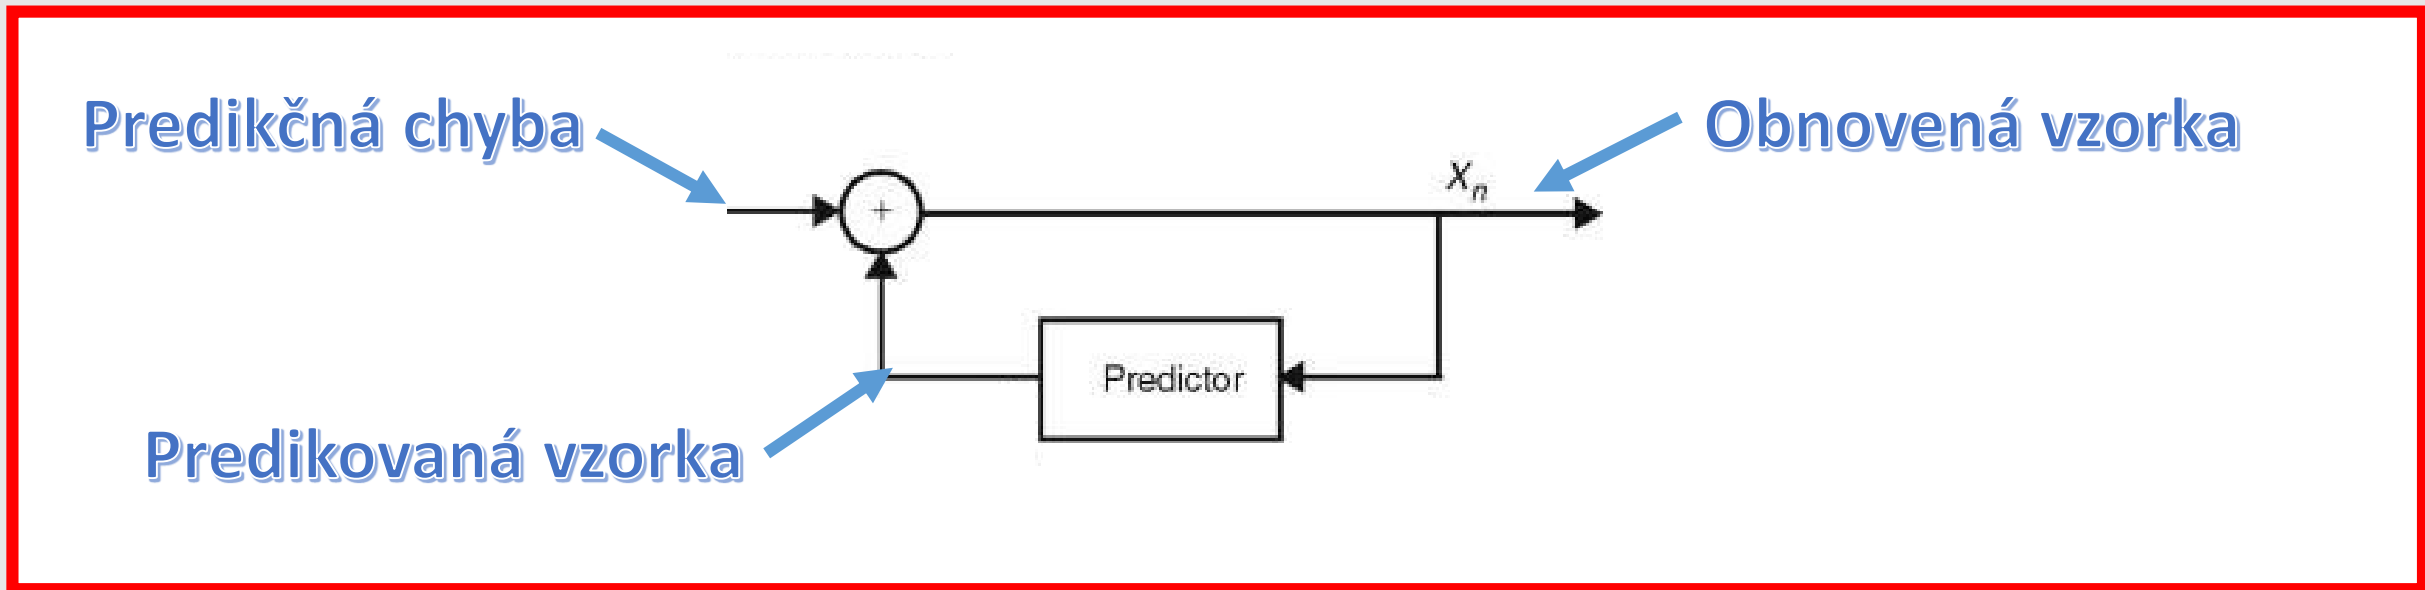 Predikčná chyba
Obnovená vzorka
Xn
+
Predictor
Predikovaná vzorka